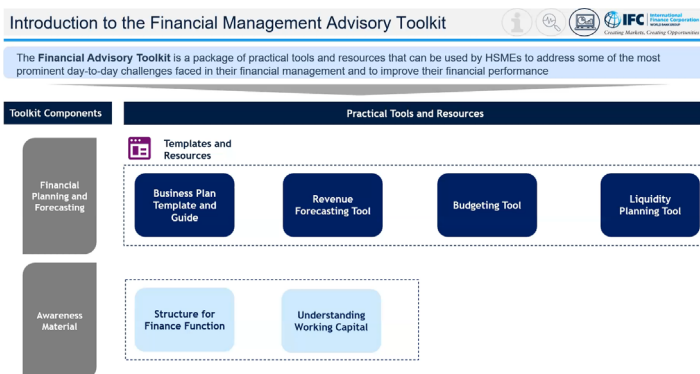 Introduction to the Financial Management Advisory Toolkit
IFC
International
Finance Corporation
WORLD BANK GROUP
Creating Markets, Creating Opportunities
The Financial Advisory Toolkit is a package of practical tools and resources that can be used by HSMEs to address some of the most
prominent day-to-day challenges faced in their financial management and to improve their financial performance
Toolkit Components
Practical Tools and Resources
Templates and
Resources
Financial
Planning and
Forecasting
Business Plan
Template and
Guide
Revenue
Forecasting Tool
Budgeting Tool
Liquidity
Planning Tool
Awareness
Material
Structure for
Finance Function
Understanding
Working Capital